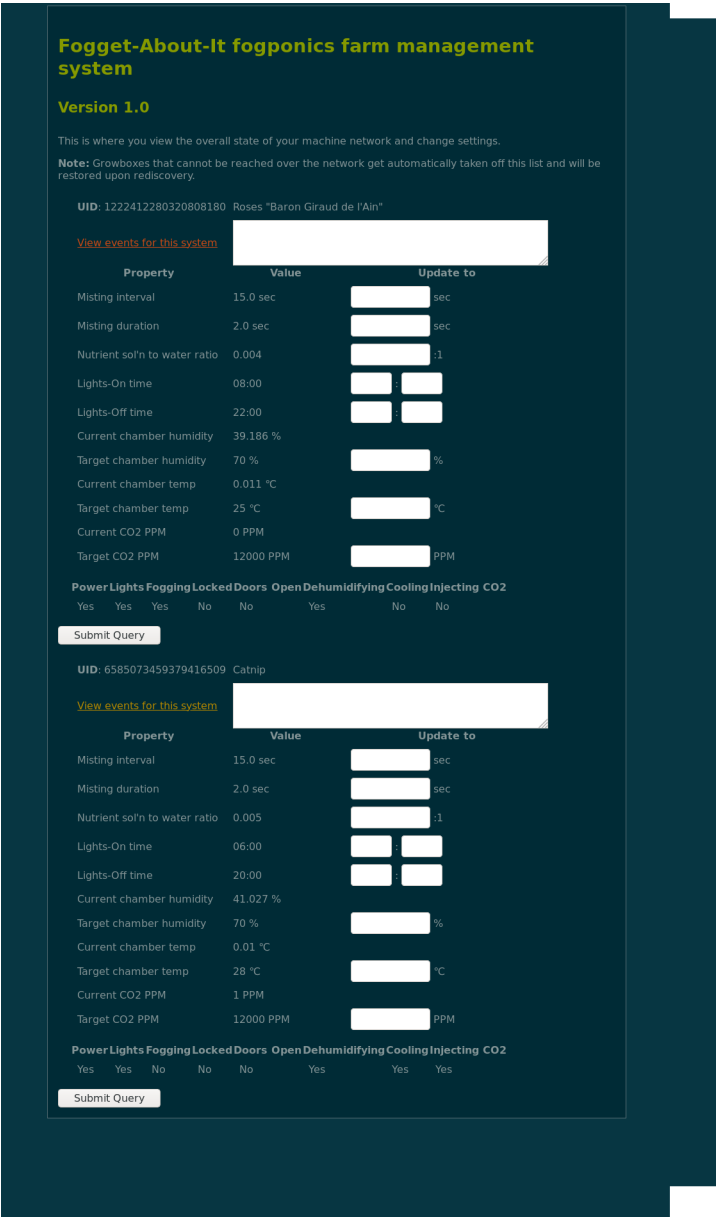 Fogget-About-It fogponics farm management
system
Version 1.0
This is where you view the overall state of your machine network and change settings.
Note: Growboxes that cannot be reached over the network get automatically taken off this list and will be
restored upon rediscovery.
UID: 1222412280320808180 Roses "Baron Giraud de l'Ain"
View events for this system
Property Value Update to
Misting interval 15.0 sec sec
Misting duration 2.0 sec sec
Nutrient sol'n to water ratio 0.004 :1
Lights-On time 08:00 :
Lights-Off time 22:00 :
Current chamber humidity 39.186 %
Target chamber humidity 70 % %
Current chamber temp 0.011 °C
Target chamber temp 25 °C °C
Current CO2 PPM 0 PPM
Target CO2 PPM 12000 PPM PPM
Power Lights Fogging Locked Doors Open Dehumidifying Cooling Injecting CO2
Yes Yes Yes No No Yes No No
Submit Query
UID: 6585073459379416509 Catnip
View events for this system
Property Value Update to
Misting interval 15.0 sec sec
Misting duration 2.0 sec sec
Nutrient sol'n to water ratio 0.005 :1
Lights-On time 06:00 :
Lights-Off time 20:00 :
Current chamber humidity 41.027 %
Target chamber humidity 70 % %
Current chamber temp 0.01 °C
Target chamber temp 28 °C °C
Current CO2 PPM 1 PPM
Target CO2 PPM 12000 PPM PPM
Power Lights Fogging Locked Doors Open Dehumidifying Cooling Injecting CO2
Yes Yes No No No Yes Yes Yes
Submit Query